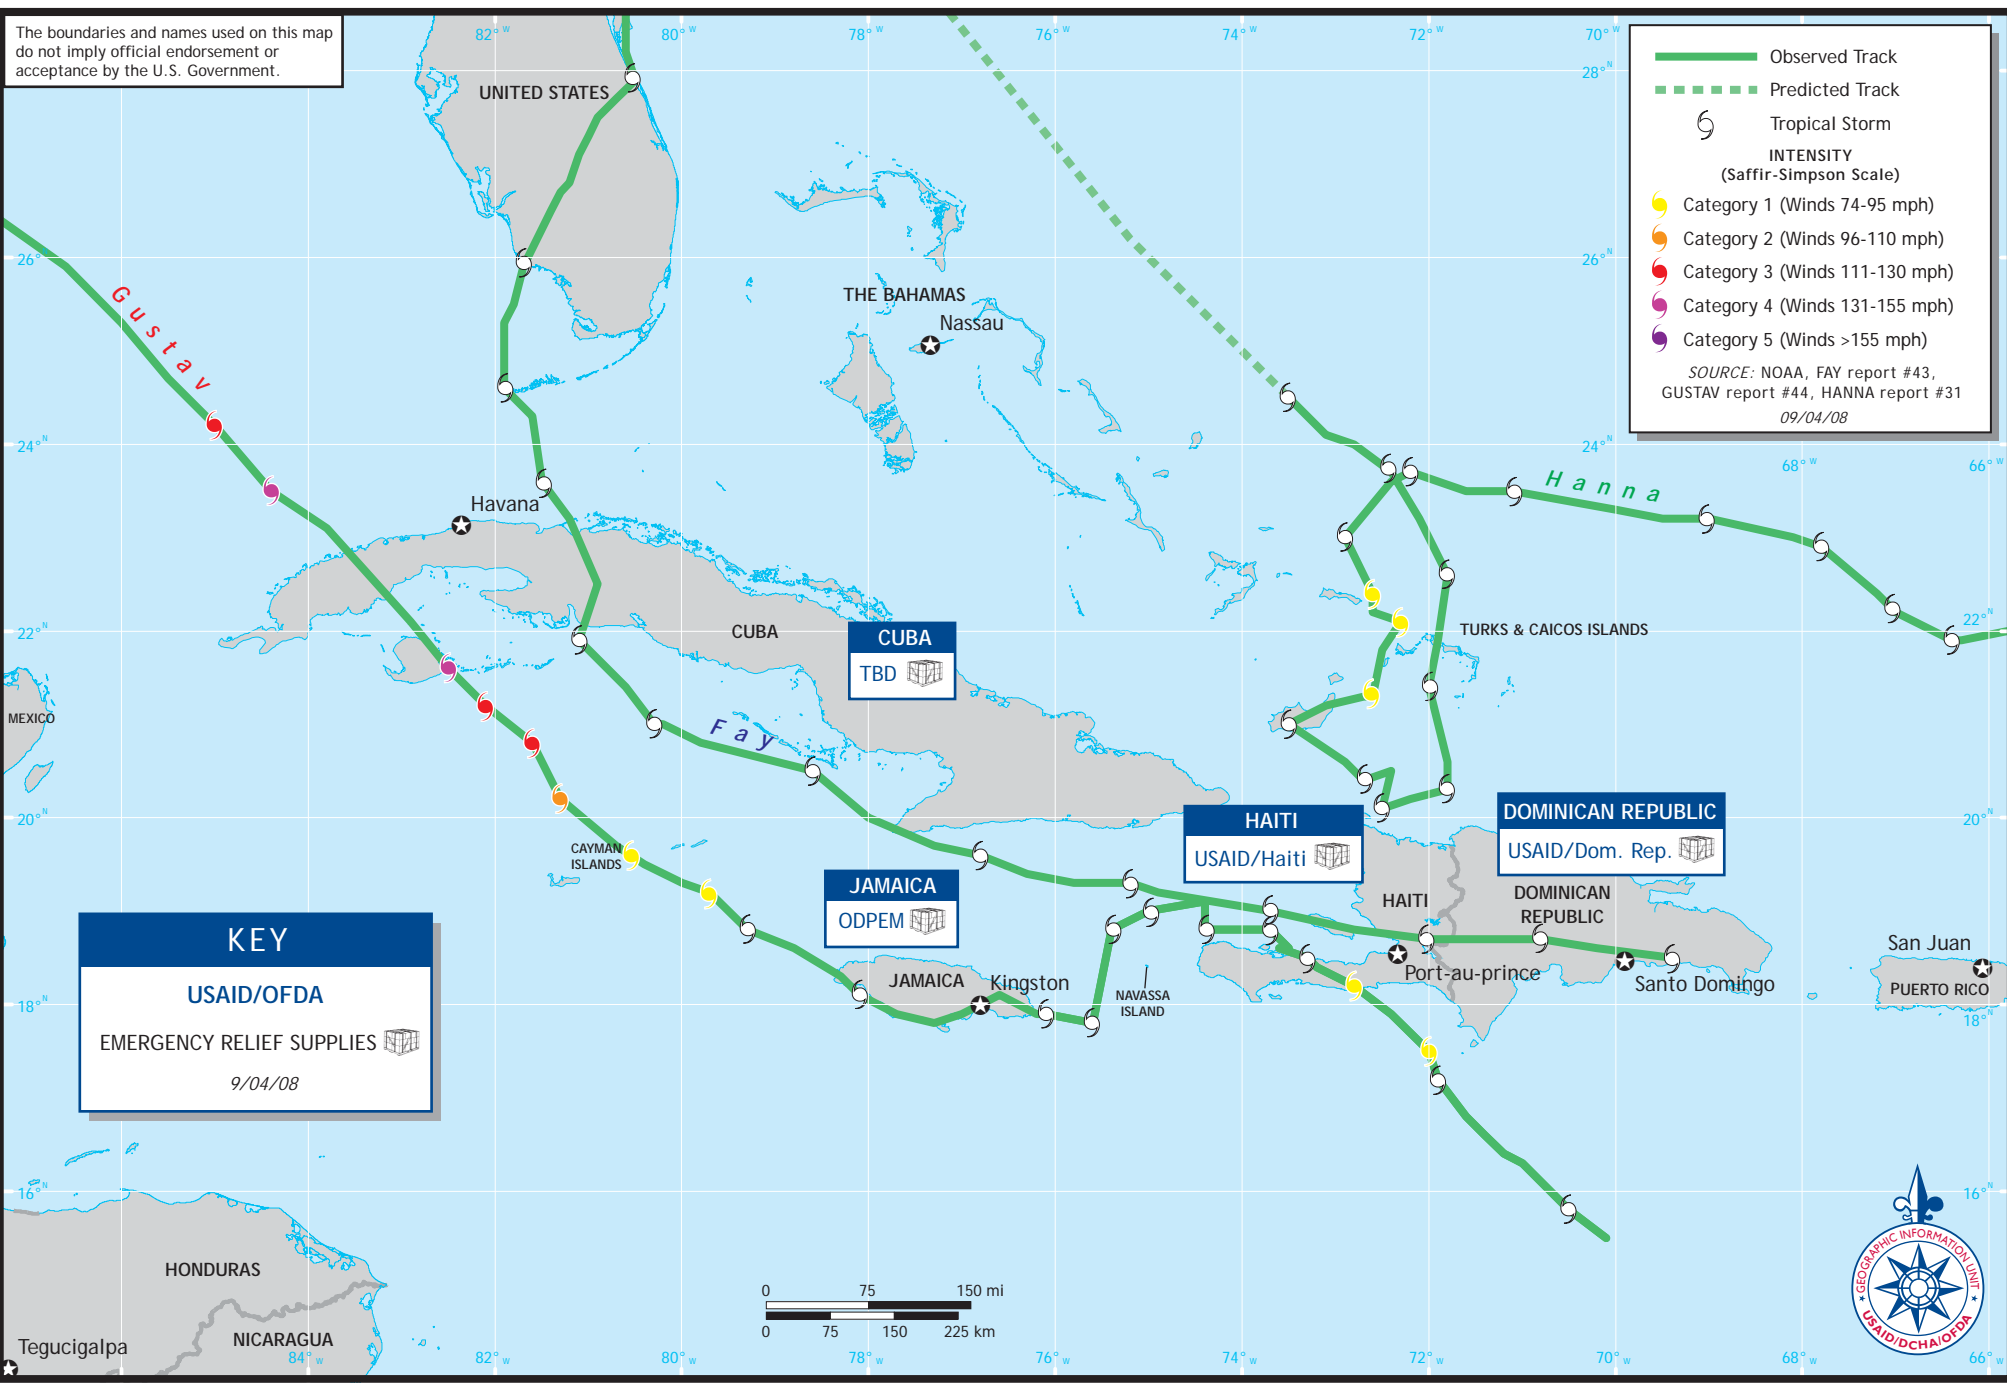 The boundaries and names used on this map
do not imply official endorsement or
acceptance by the U.S. Government.
82°W
80°W
78°W
76°W
74°W
72°W
70°W
28°N
26°N
26°N
24°N
24°N
68°W
66°W
22°N
22°N
20°N
20°N
18°N
16°N
16°N
84°W
82°W
80°W
78°W
76°W
74°W
72°W
70°W
68°W
66°W
Observed Track
Predicted Track
Tropical Storm
INTENSITY
(Saffir-Simpson Scale)
Category 1 (Winds 74-95 mph)
Category 2 (Winds 96-110 mph)
Category 3 (Winds 111-130 mph)
Category 4 (Winds 131-155 mph)
Category 5 (Winds >155 mph)
SOURCE: NOAA, FAY report #43,
GUSTAV report #44, HANNA report #31
09/04/08
UNITED STATES
Gustav
THE BAHAMAS
Nassau
Hanna
Havana
CUBA
CUBA
TBD
TURKS & CAICOS ISLANDS
MEXICO
Fay
CAYMAN
ISLANDS
JAMAICA
ODPEM
HAITI
USAID/Haiti
DOMINICAN REPUBLIC
USAID/Dom. Rep.
HAITI
DOMINICAN
REPUBLIC
JAMAICA
Kingston
NAVASSA
ISLAND
Port-au-prince
Santo Domingo
San Juan
PUERTO RICO
KEY
USAID/OFDA
EMERGENCY RELIEF SUPPLIES
9/04/08
HONDURAS
NICARAGUA
Tegucigalpa
0 75 150 mi
0 75 150 225 km
GEOGRAPHIC INFORMATION UNIT
USAID/DCHA/OFDA